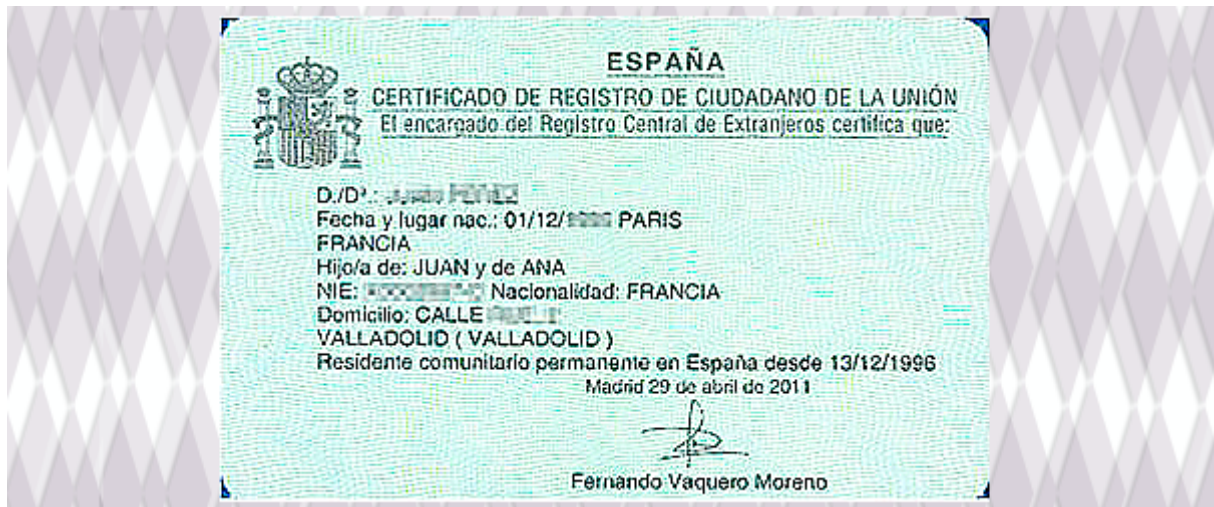 ESPAÑA
CERTIFICADO DE REGISTRO DE CIUDADANO DE LA UNIÓN
El encargado del Registro Central de Extranjeros certifica que:
D./Dª.:
Fecha y lugar nac.: 01/12/ PARIS
FRANCIA
Hijo/a de: JUAN y de ANA
NIE: Nacionalidad: FRANCIA
Domicilio: CALLE
VALLADOLID ( VALLADOLID )
Residente comunitario permanente en España desde 13/12/1996
Madrid 29 de abril de 2011
Fernando Vaquero Moreno